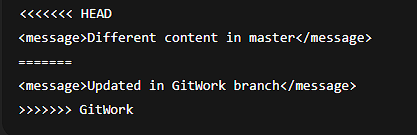 <<<<<<< HEAD
<message>Different content in master</message>
=======
<message>Updated in GitWork branch</message>
>>>>>>> GitWork